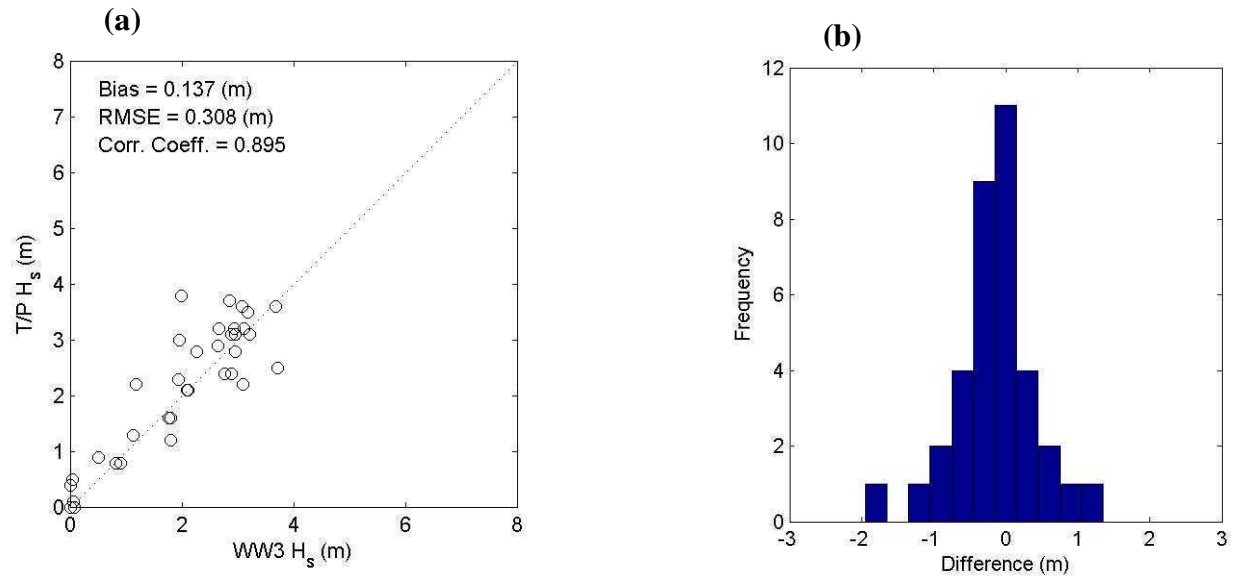 (a)
8
7
6
5
4
3
2
1
0
T/P Hs (m)
Bias = 0.137 (m)
RMSE = 0.308 (m)
Corr. Coeff. = 0.895
0 2 4 6 8
WW3 Hs (m)
(b)
12
10
8
6
4
2
0
Frequency
-3 -2 -1 0 1 2 3
Difference (m)